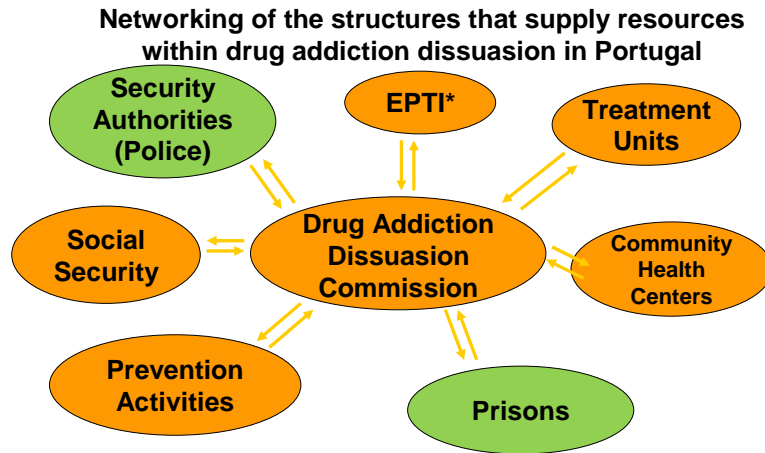 Networking of the structures that supply resources
within drug addiction dissuasion in Portugal
Security
Authorities
(Police)
EPTI*
Treatment
Units
Social
Security
Drug Addiction
Dissuasion
Commission
Community
Health
Centers
Prevention
Activities
Prisons